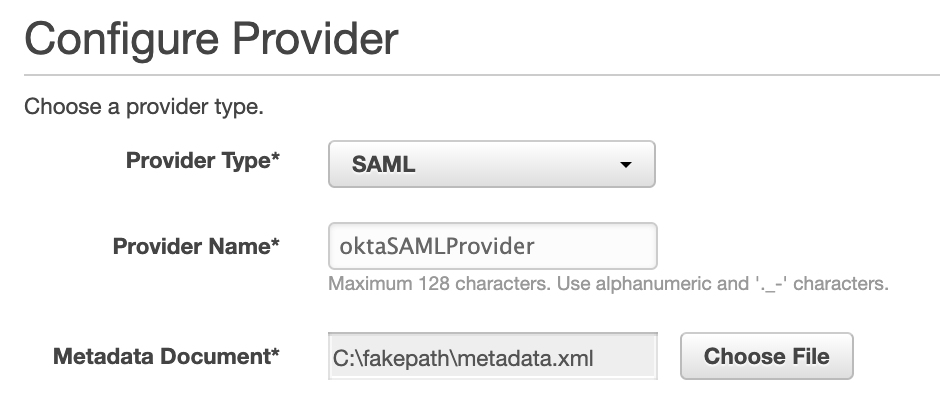 Configure Provider
Choose a provider type.
Provider Type* SAML
Provider Name* oktaSAMLProvider
Maximum 128 characters. Use alphanumeric and '._-' characters.
Metadata Document* C:\fakepath\metadata.xml Choose File